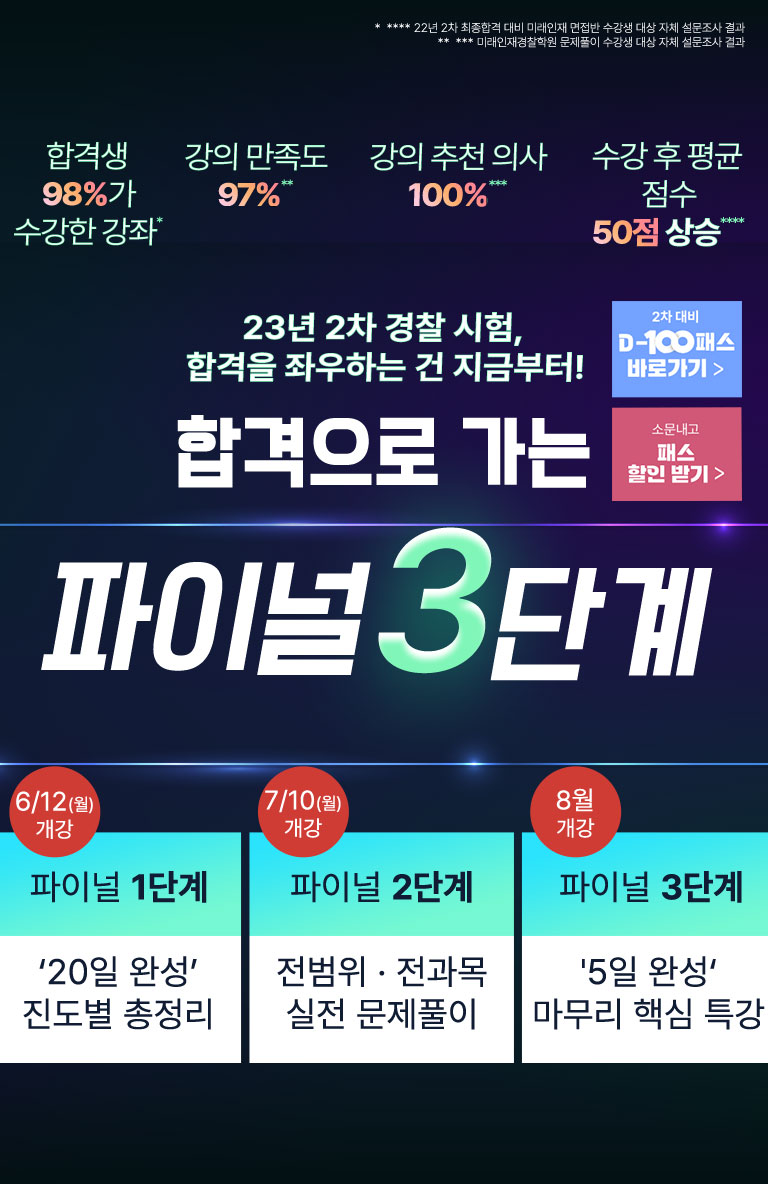 * **** 22년 2차 최종합격 대비 미래인재 면접반 수강생 대상 자체 설문조사 결과
** *** 미래인재경찰학원 문제풀이 수강생 대상 자체 설문조사 결과
합격생
98%가
수강한 강좌*
강의 만족도
97%**
강의 추천 의사
100%***
수강 후 평균
점수
50점 상승****
23년 2차 경찰 시험,
합격을 좌우하는 건 지금부터!
합격으로 가는
2차 대비
D-100패스
바로가기 >
소문내고
패스
할인 받기 >
파이널 3단계
6/12(월)
개강
파이널 1단계
‘20일 완성’
진도별 총정리
7/10(월)
개강
파이널 2단계
전범위 · 전과목
실전 문제풀이
8월
개강
파이널 3단계
'5일 완성‘
마무리 핵심 특강